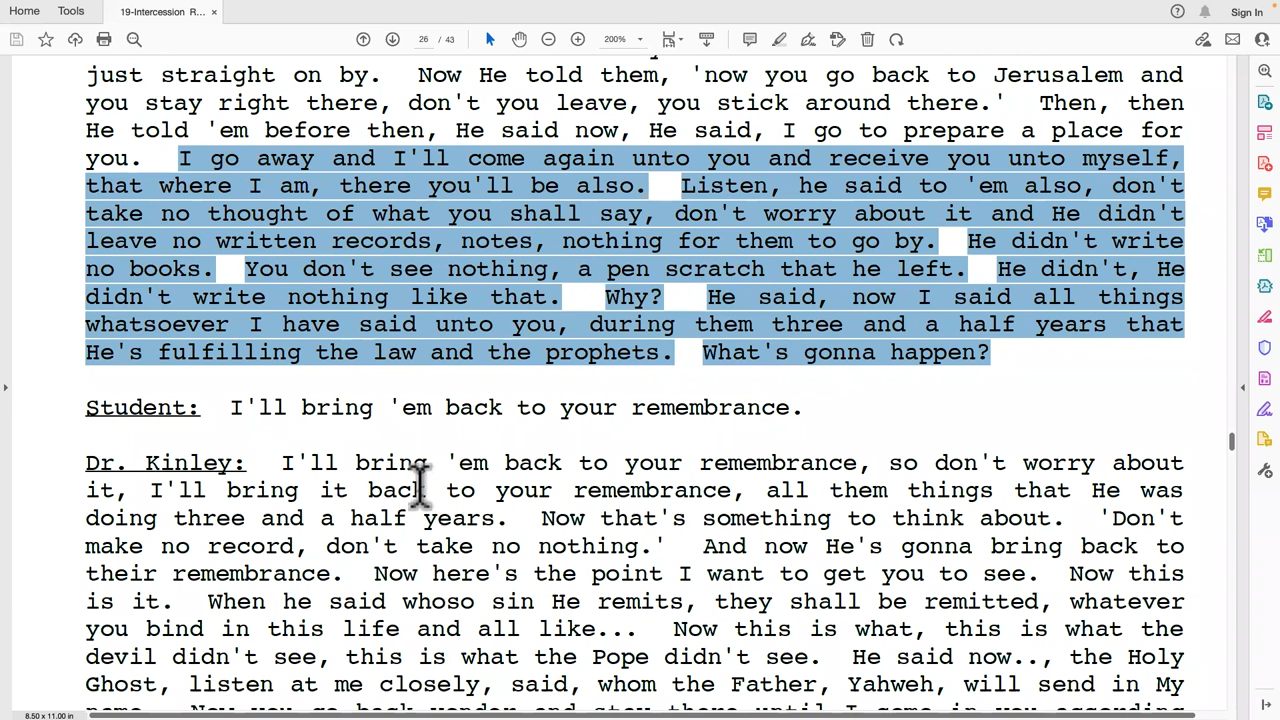 Home
Tools
19-Intercession R... ×
Sign In
26 / 43
200%
just straight on by. Now He told them, 'now you go back to Jerusalem and
you stay right there, don't you leave, you stick around there.' Then, then
He told 'em before then, He said now, He said, I go to prepare a place for
you. I go away and I'll come again unto you and receive you unto myself,
that where I am, there you'll be also. Listen, he said to 'em also, don't
take no thought of what you shall say, don't worry about it and He didn't
leave no written records, notes, nothing for them to go by. He didn't write
no books. You don't see nothing, a pen scratch that he left. He didn't, He
didn't write nothing like that. Why? He said, now I said all things
whatsoever I have said unto you, during them three and a half years that
He's fulfilling the law and the prophets. What's gonna happen?
Student: I'll bring 'em back to your remembrance.
Dr. Kinley: I'll bring 'em back to your remembrance, so don't worry about
it, I'll bring it back to your remembrance, all them things that He was
doing three and a half years. Now that's something to think about. 'Don't
make no record, don't take no nothing.' And now He's gonna bring back to
their remembrance. Now here's the point I want to get you to see. Now this
is it. When he said whoso sin He remits, they shall be remitted, whatever
you bind in this life and all like... Now this is what, this is what the
devil didn't see, this is what the Pope didn't see. He said now.., the Holy
Ghost, listen at me closely, said, whom the Father, Yahweh, will send in My
name. Now you go back yonder and stay there until I come in you according
8.50 x 11.00 in